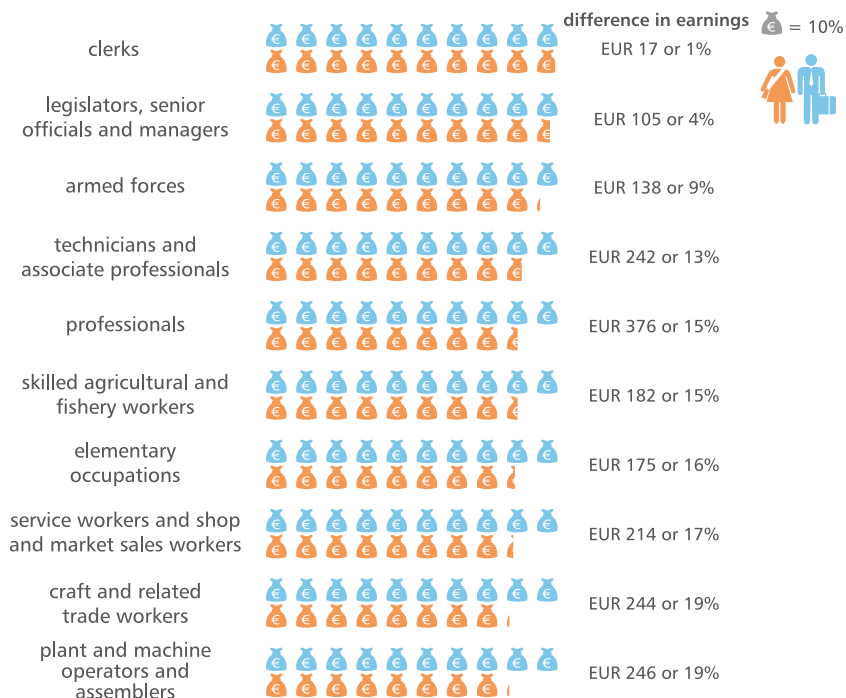 difference in earnings
€ = 10%
clerks
EUR 17 or 1%
legislators, senior
officials and managers
EUR 105 or 4%
armed forces
EUR 138 or 9%
technicians and
associate professionals
EUR 242 or 13%
professionals
EUR 376 or 15%
skilled agricultural and
fishery workers
EUR 182 or 15%
elementary
occupations
EUR 175 or 16%
service workers and shop
and market sales workers
EUR 214 or 17%
craft and related
trade workers
EUR 244 or 19%
plant and machine
operators and
assemblers
EUR 246 or 19%